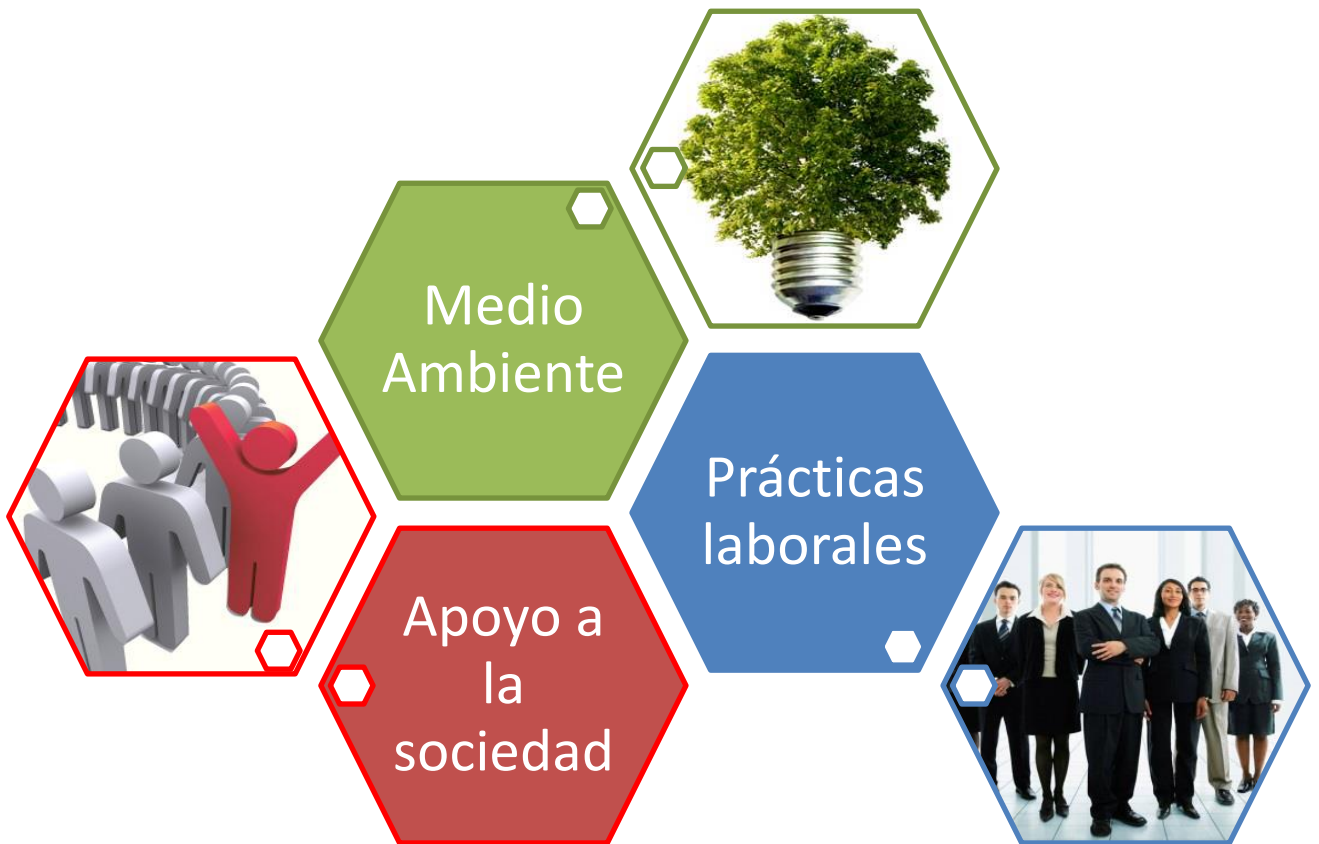 Medio
Ambiente
Prácticas
laborales
Apoyo a
la
sociedad